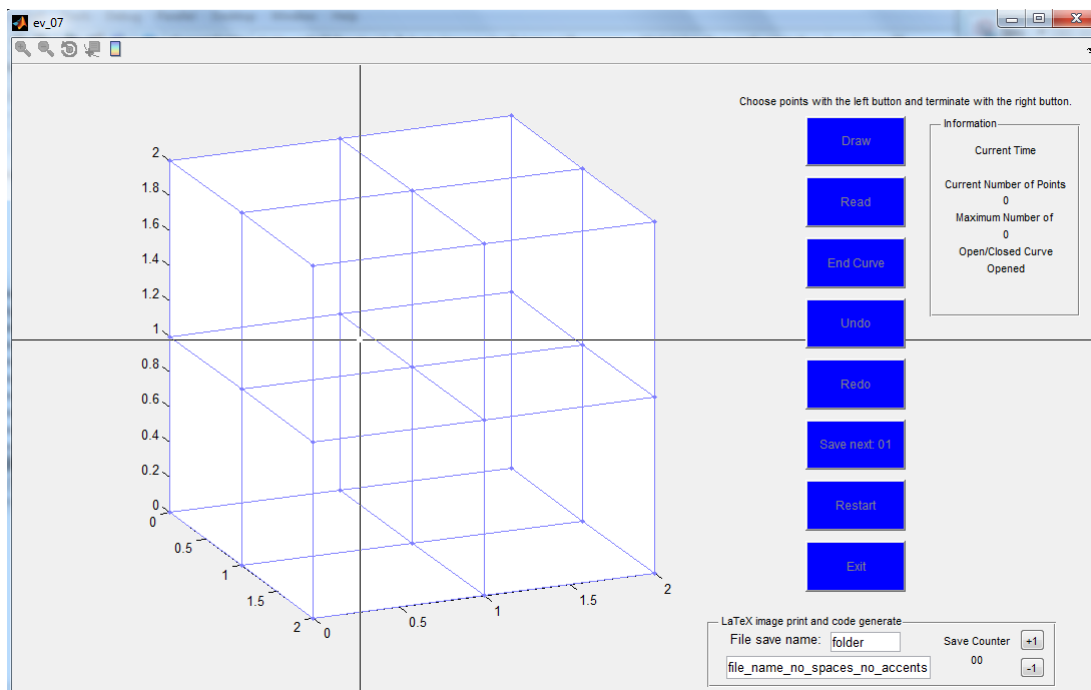 ev_07
Choose points with the left button and terminate with the right button.
Draw
Read
End Curve
Undo
Redo
Save next: 01
Restart
Exit
Information
Current Time
Current Number of Points
0
Maximum Number of
0
Open/Closed Curve
Opened
2
1.8
1.6
1.4
1.2
1
0.8
0.6
0.4
0.2
0
0
0.5
1
1.5
2
0
0.5
1
1.5
2
LaTeX image print and code generate
File save name: folder
file_name_no_spaces_no_accents
Save Counter
00
+1
-1